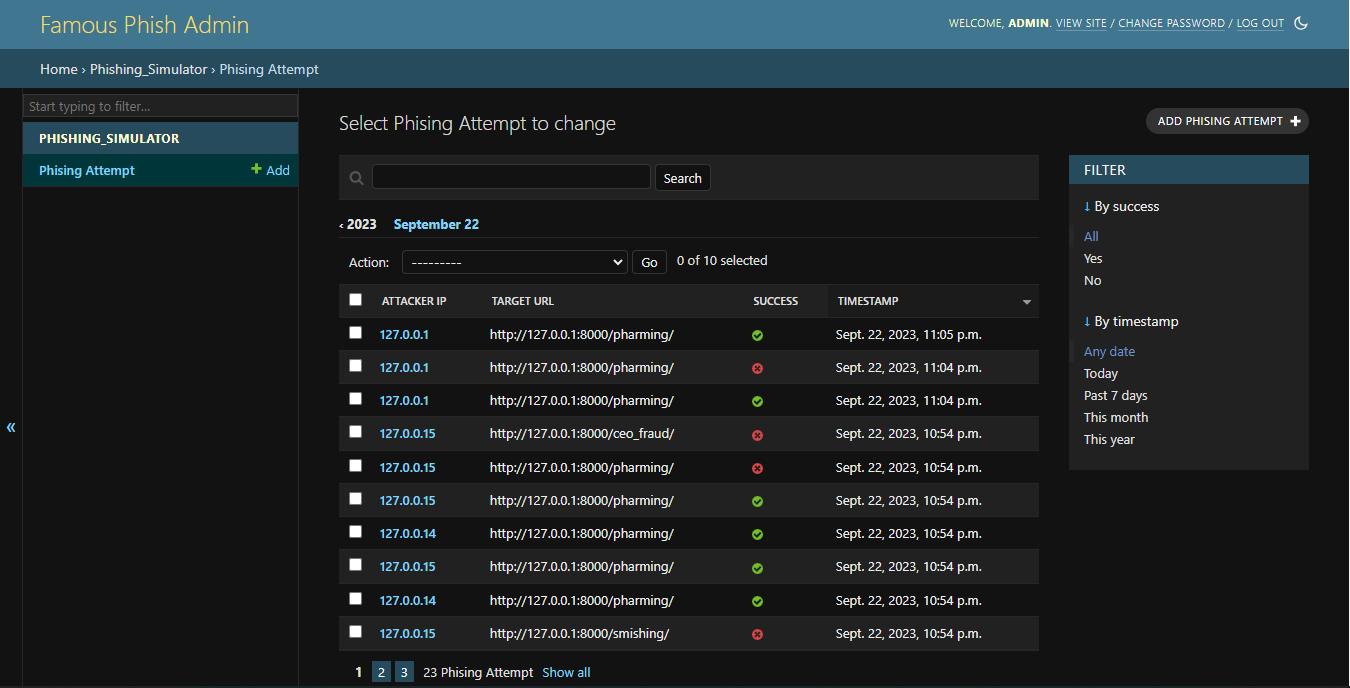 Famous Phish Admin
WELCOME, ADMIN. VIEW SITE / CHANGE PASSWORD / LOG OUT
Home › Phishing_Simulator › Phising Attempt
Start typing to filter...
PHISHING_SIMULATOR
Phising Attempt + Add
«
Select Phising Attempt to change
ADD PHISING ATTEMPT +
Search
‹ 2023 September 22
Action: --------- Go 0 of 10 selected
ATTACKER IP TARGET URL SUCCESS TIMESTAMP
127.0.0.1 http://127.0.0.1:8000/pharming/ Sept. 22, 2023, 11:05 p.m.
127.0.0.1 http://127.0.0.1:8000/pharming/ Sept. 22, 2023, 11:04 p.m.
127.0.0.1 http://127.0.0.1:8000/pharming/ Sept. 22, 2023, 11:04 p.m.
127.0.0.15 http://127.0.0.1:8000/ceo_fraud/ Sept. 22, 2023, 10:54 p.m.
127.0.0.15 http://127.0.0.1:8000/pharming/ Sept. 22, 2023, 10:54 p.m.
127.0.0.15 http://127.0.0.1:8000/pharming/ Sept. 22, 2023, 10:54 p.m.
127.0.0.14 http://127.0.0.1:8000/pharming/ Sept. 22, 2023, 10:54 p.m.
127.0.0.15 http://127.0.0.1:8000/pharming/ Sept. 22, 2023, 10:54 p.m.
127.0.0.14 http://127.0.0.1:8000/pharming/ Sept. 22, 2023, 10:54 p.m.
127.0.0.15 http://127.0.0.1:8000/smishing/ Sept. 22, 2023, 10:54 p.m.
1 2 3 23 Phising Attempt Show all
FILTER
↓ By success
All
Yes
No
↓ By timestamp
Any date
Today
Past 7 days
This month
This year